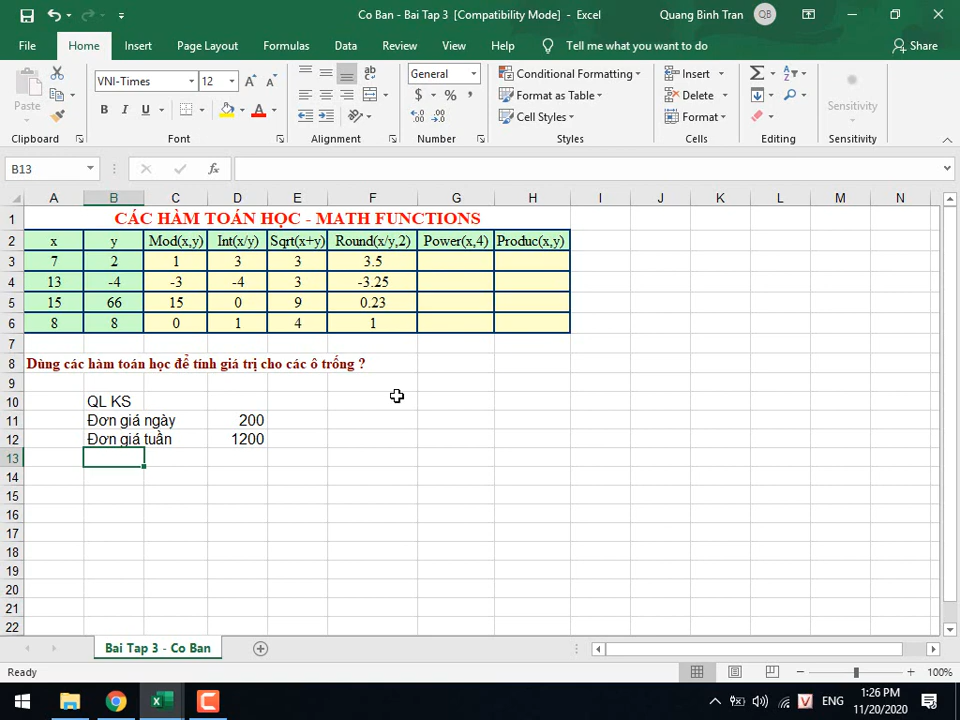 Co Ban - Bai Tap 3 [Compatibility Mode] - Excel
Quang Binh Tran
QB
File Home Insert Page Layout Formulas Data Review View Help Tell me what you want to do Share
Paste
VNI-Times 12
B I U
General
$ % ,
Conditional Formatting
Format as Table
Cell Styles
Insert
Delete
Format
Sensitivity
Clipboard Font Alignment Number Styles Cells Editing Sensitivity
B13 fx
A B C D E F G H I J K L M N
1 CÁC HÀM TOÁN HỌC - MATH FUNCTIONS
2 x y Mod(x,y) Int(x/y) Sqrt(x+y) Round(x/y,2) Power(x,4) Produc(x,y)
3 7 2 1 3 3 3.5
4 13 -4 -3 -4 3 -3.25
5 15 66 15 0 9 0.23
6 8 8 0 1 4 1
7
8 Dùng các hàm toán học để tính giá trị cho các ô trống ?
9
10 QL KS
11 Đơn giá ngày 200
12 Đơn giá tuần 1200
13
14
15
16
17
18
19
20
21
22
Bai Tap 3 - Co Ban
Ready
100%
ENG
1:26 PM
11/20/2020